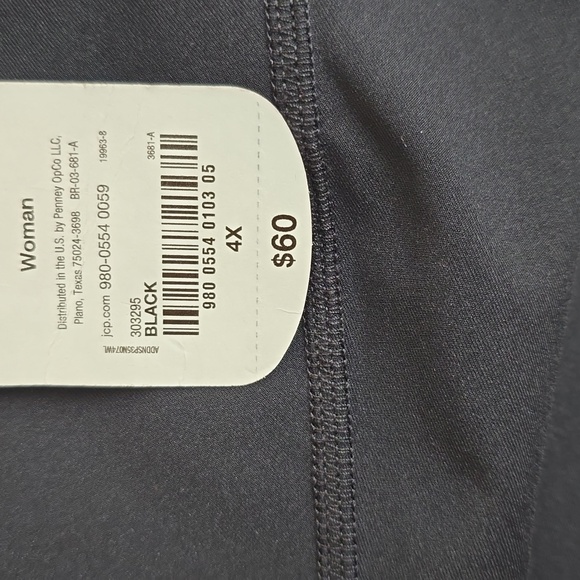 Woman
Distributed in the U.S. by Penney OpCo LLC,
Plano, Texas 75024-3698 BR-03-681-A
jcp.com 980-0554 0059 19963-8
303295
BLACK 3681-A
980 0554 0103 05
4X
$60